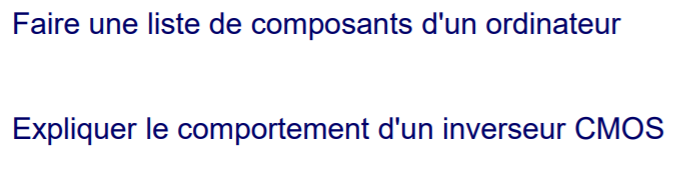 Faire une liste de composants d'un ordinateur
Expliquer le comportement d'un inverseur CMOS